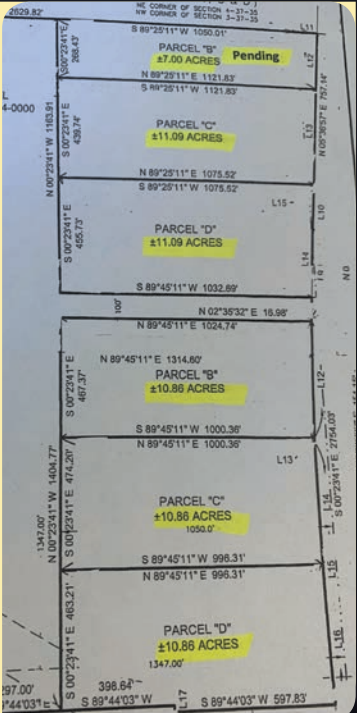 NE CORNER OF SECTION 4-37-35
NW CORNER OF SECTION 3-37-35
2629.82'
S 89°25'11" W 1050.01'
L11
S00°23'41" E
268.43'
PARCEL "B"
±7.00 ACRES
Pending
L12
N 89°25'11" E 1121.83'
S 89°25'11" W 1121.83'
N 05°36'57" E 757.14'
L
4-0000
N 00°23'41" W 1163.91
S 00°23'41" E
439.74'
PARCEL "C"
±11.09 ACRES
L13
N 89°25'11" E 1075.52'
S 89°25'11" W 1075.52'
L15
L10
S 00°23'41" E
455.73'
PARCEL "D"
±11.09 ACRES
L14
L9
N 0
S 89°45'11" W 1032.69'
100'
N 02°35'32" E 16.98'
N 89°45'11" E 1024.74'
N 89°45'11" E 1314.60'
S 00°23'41" E
467.37'
PARCEL "B"
±10.86 ACRES
L12
S 89°45'11" W 1000.36'
N 89°45'11" E 1000.36'
L13
S 00°23'41" E 2754.03'
1347.00'
N 00°23'41" W 1404.77'
S 00°23'41" E 474.20'
PARCEL "C"
±10.86 ACRES
1050.0'
L14
S 89°45'11" W 996.31'
N 89°45'11" E 996.31'
L15
S 00°23'41" E 463.21'
PARCEL "D"
±10.86 ACRES
1347.00'
L16
297.00'
°44'03" E
398.64'
S 89°44'03" W
L17
S 89°44'03" W 597.83'